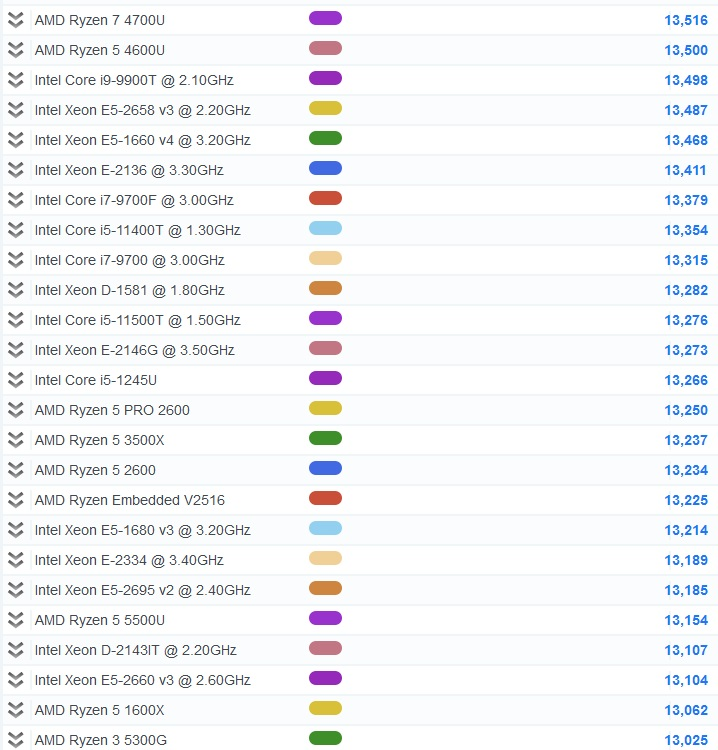 AMD Ryzen 7 4700U 13,516
AMD Ryzen 5 4600U 13,500
Intel Core i9-9900T @ 2.10GHz 13,498
Intel Xeon E5-2658 v3 @ 2.20GHz 13,487
Intel Xeon E5-1660 v4 @ 3.20GHz 13,468
Intel Xeon E-2136 @ 3.30GHz 13,411
Intel Core i7-9700F @ 3.00GHz 13,379
Intel Core i5-11400T @ 1.30GHz 13,354
Intel Core i7-9700 @ 3.00GHz 13,315
Intel Xeon D-1581 @ 1.80GHz 13,282
Intel Core i5-11500T @ 1.50GHz 13,276
Intel Xeon E-2146G @ 3.50GHz 13,273
Intel Core i5-1245U 13,266
AMD Ryzen 5 PRO 2600 13,250
AMD Ryzen 5 3500X 13,237
AMD Ryzen 5 2600 13,234
AMD Ryzen Embedded V2516 13,225
Intel Xeon E5-1680 v3 @ 3.20GHz 13,214
Intel Xeon E-2334 @ 3.40GHz 13,189
Intel Xeon E5-2695 v2 @ 2.40GHz 13,185
AMD Ryzen 5 5500U 13,154
Intel Xeon D-2143IT @ 2.20GHz 13,107
Intel Xeon E5-2660 v3 @ 2.60GHz 13,104
AMD Ryzen 5 1600X 13,062
AMD Ryzen 3 5300G 13,025